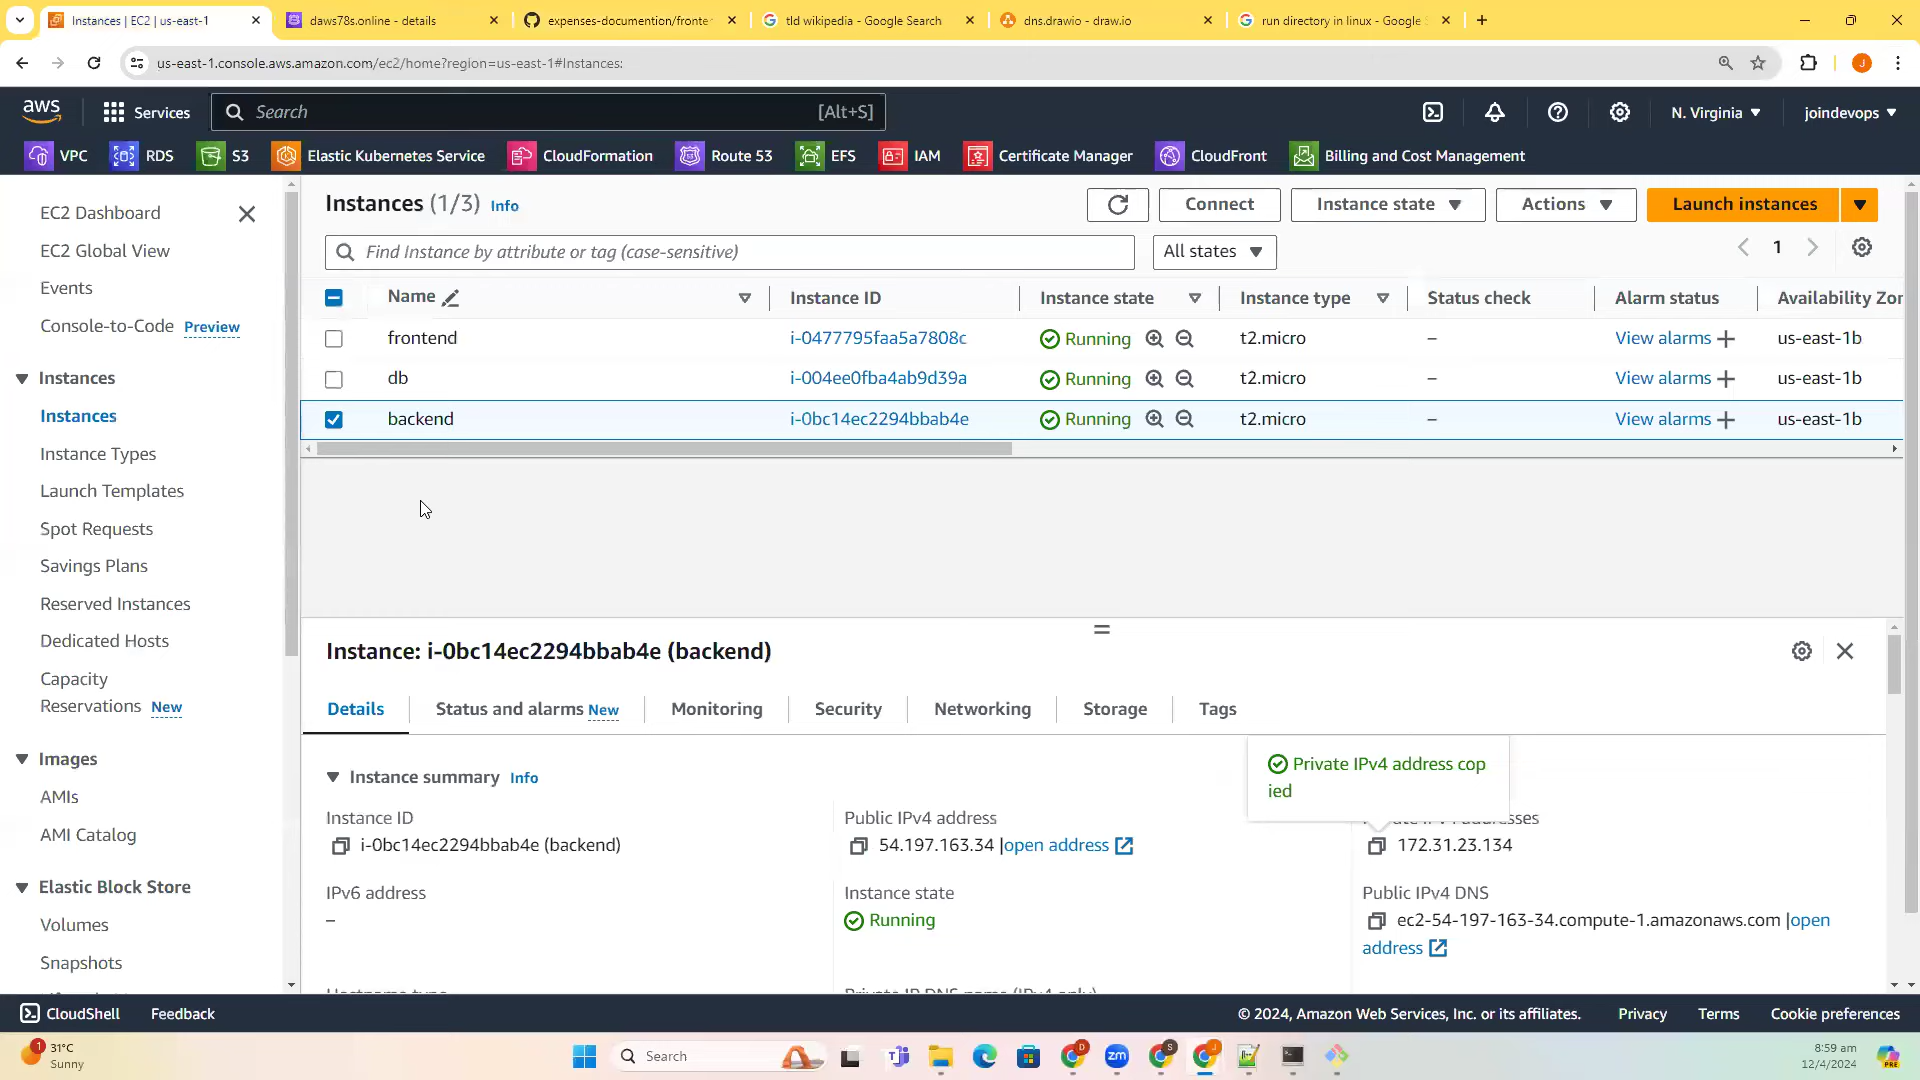 Instances | EC2 | us-east-1
daws78s.online - details
expenses-documention/fronte
tld wikipedia - Google Search
dns.drawio - draw.io
run directory in linux - Google S
us-east-1.console.aws.amazon.com/ec2/home?region=us-east-1#Instances:
J
aws
Services
Search
[Alt+S]
N. Virginia
joindevops
VPC
RDS
S3
Elastic Kubernetes Service
CloudFormation
Route 53
EFS
IAM
Certificate Manager
CloudFront
Billing and Cost Management
EC2 Dashboard
EC2 Global View
Events
Console-to-Code Preview
Instances
Instances
Instance Types
Launch Templates
Spot Requests
Savings Plans
Reserved Instances
Dedicated Hosts
Capacity
Reservations New
Images
AMIs
AMI Catalog
Elastic Block Store
Volumes
Snapshots
Instances (1/3) Info
Connect
Instance state
Actions
Launch instances
Find Instance by attribute or tag (case-sensitive)
All states
1
Name
Instance ID
Instance state
Instance type
Status check
Alarm status
Availability Zon
frontend
i-0477795faa5a7808c
Running
t2.micro
–
View alarms
us-east-1b
db
i-004ee0fba4ab9d39a
Running
t2.micro
–
View alarms
us-east-1b
backend
i-0bc14ec2294bbab4e
Running
t2.micro
–
View alarms
us-east-1b
Instance: i-0bc14ec2294bbab4e (backend)
Details
Status and alarms New
Monitoring
Security
Networking
Storage
Tags
Instance summary Info
Private IPv4 address cop
ied
Instance ID
i-0bc14ec2294bbab4e (backend)
Public IPv4 address
54.197.163.34 |open address
Private IPv4 addresses
172.31.23.134
IPv6 address
–
Instance state
Running
Public IPv4 DNS
ec2-54-197-163-34.compute-1.amazonaws.com |open
address
Hostname type
Private IP DNS name (IPv4 only)
CloudShell
Feedback
© 2024, Amazon Web Services, Inc. or its affiliates.
Privacy
Terms
Cookie preferences
1
31°C
Sunny
Search
D
zm
S
J
8:59 am
12/4/2024
PRE